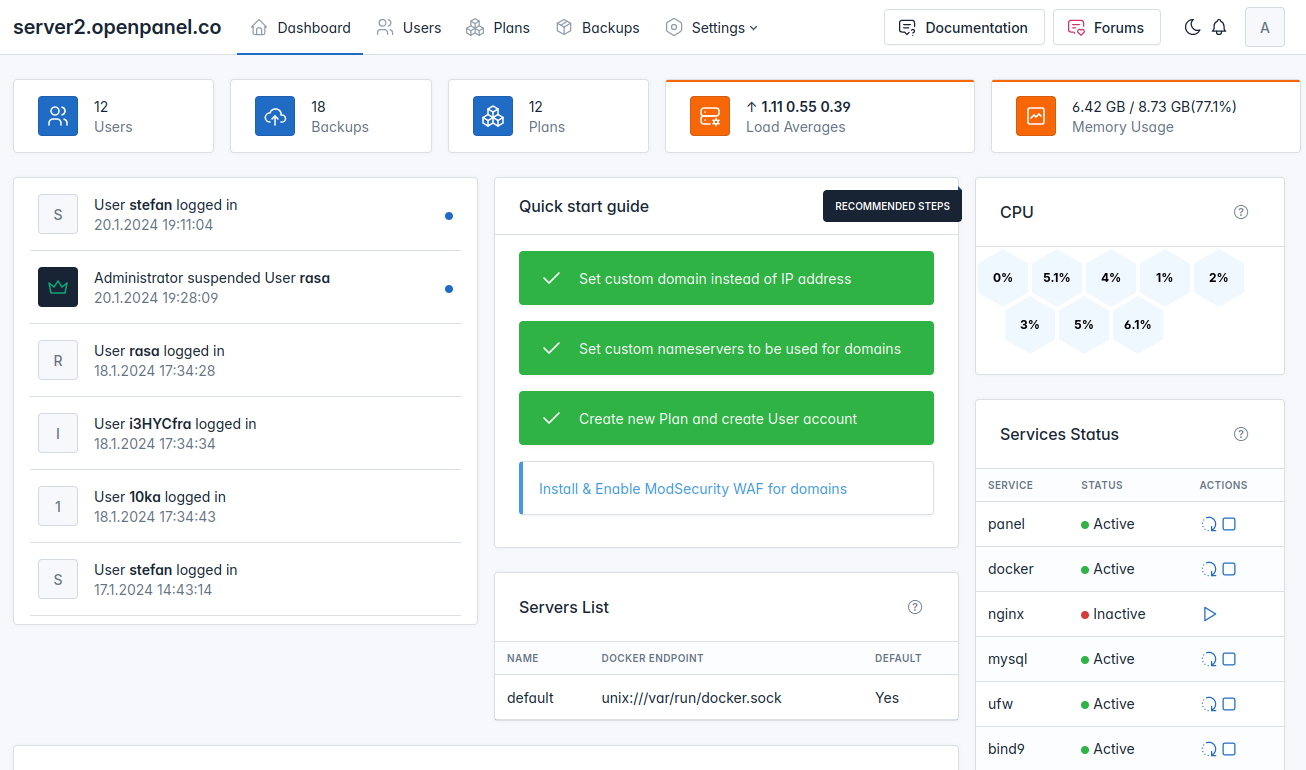 server2.openpanel.co
Dashboard
Users
Plans
Backups
Settings
Documentation
Forums
A
12
Users
18
Backups
12
Plans
↑ 1.11 0.55 0.39
Load Averages
6.42 GB / 8.73 GB(77.1%)
Memory Usage
S
User stefan logged in
20.1.2024 19:11:04
Administrator suspended User rasa
20.1.2024 19:28:09
R
User rasa logged in
18.1.2024 17:34:28
I
User i3HYCfra logged in
18.1.2024 17:34:34
1
User 10ka logged in
18.1.2024 17:34:43
S
User stefan logged in
17.1.2024 14:43:14
Quick start guide
RECOMMENDED STEPS
Set custom domain instead of IP address
Set custom nameservers to be used for domains
Create new Plan and create User account
Install & Enable ModSecurity WAF for domains
Servers List
?
NAME DOCKER ENDPOINT DEFAULT
default unix:///var/run/docker.sock Yes
CPU
?
0% 5.1% 4% 1% 2%
3% 5% 6.1%
Services Status
?
SERVICE STATUS ACTIONS
panel Active
docker Active
nginx Inactive
mysql Active
ufw Active
bind9 Active